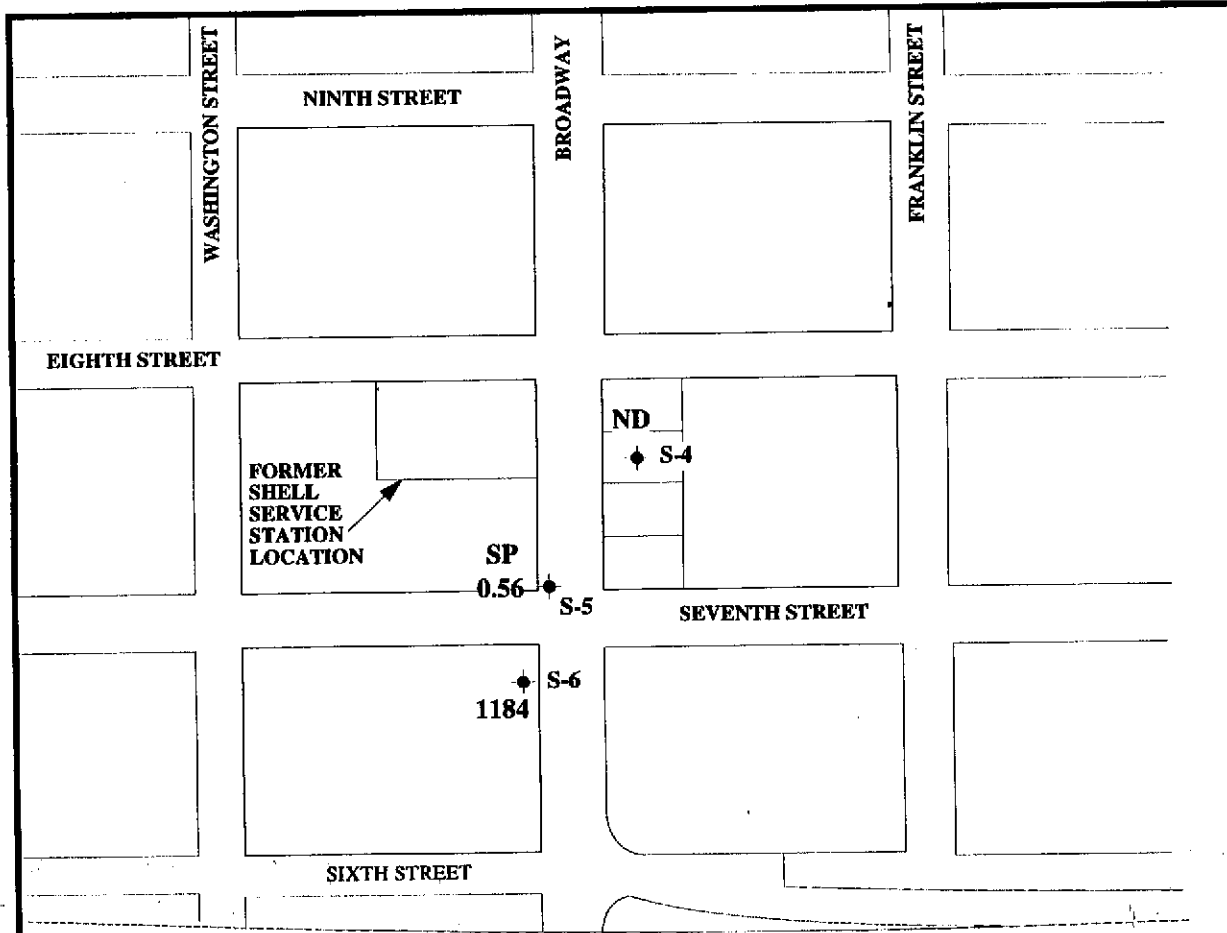 WASHINGTON STREET
BROADWAY
FRANKLIN STREET
NINTH STREET
EIGHTH STREET
ND
S-4
FORMER
SHELL
SERVICE
STATION
LOCATION
SP
0.56
S-5
SEVENTH STREET
S-6
1184
SIXTH STREET